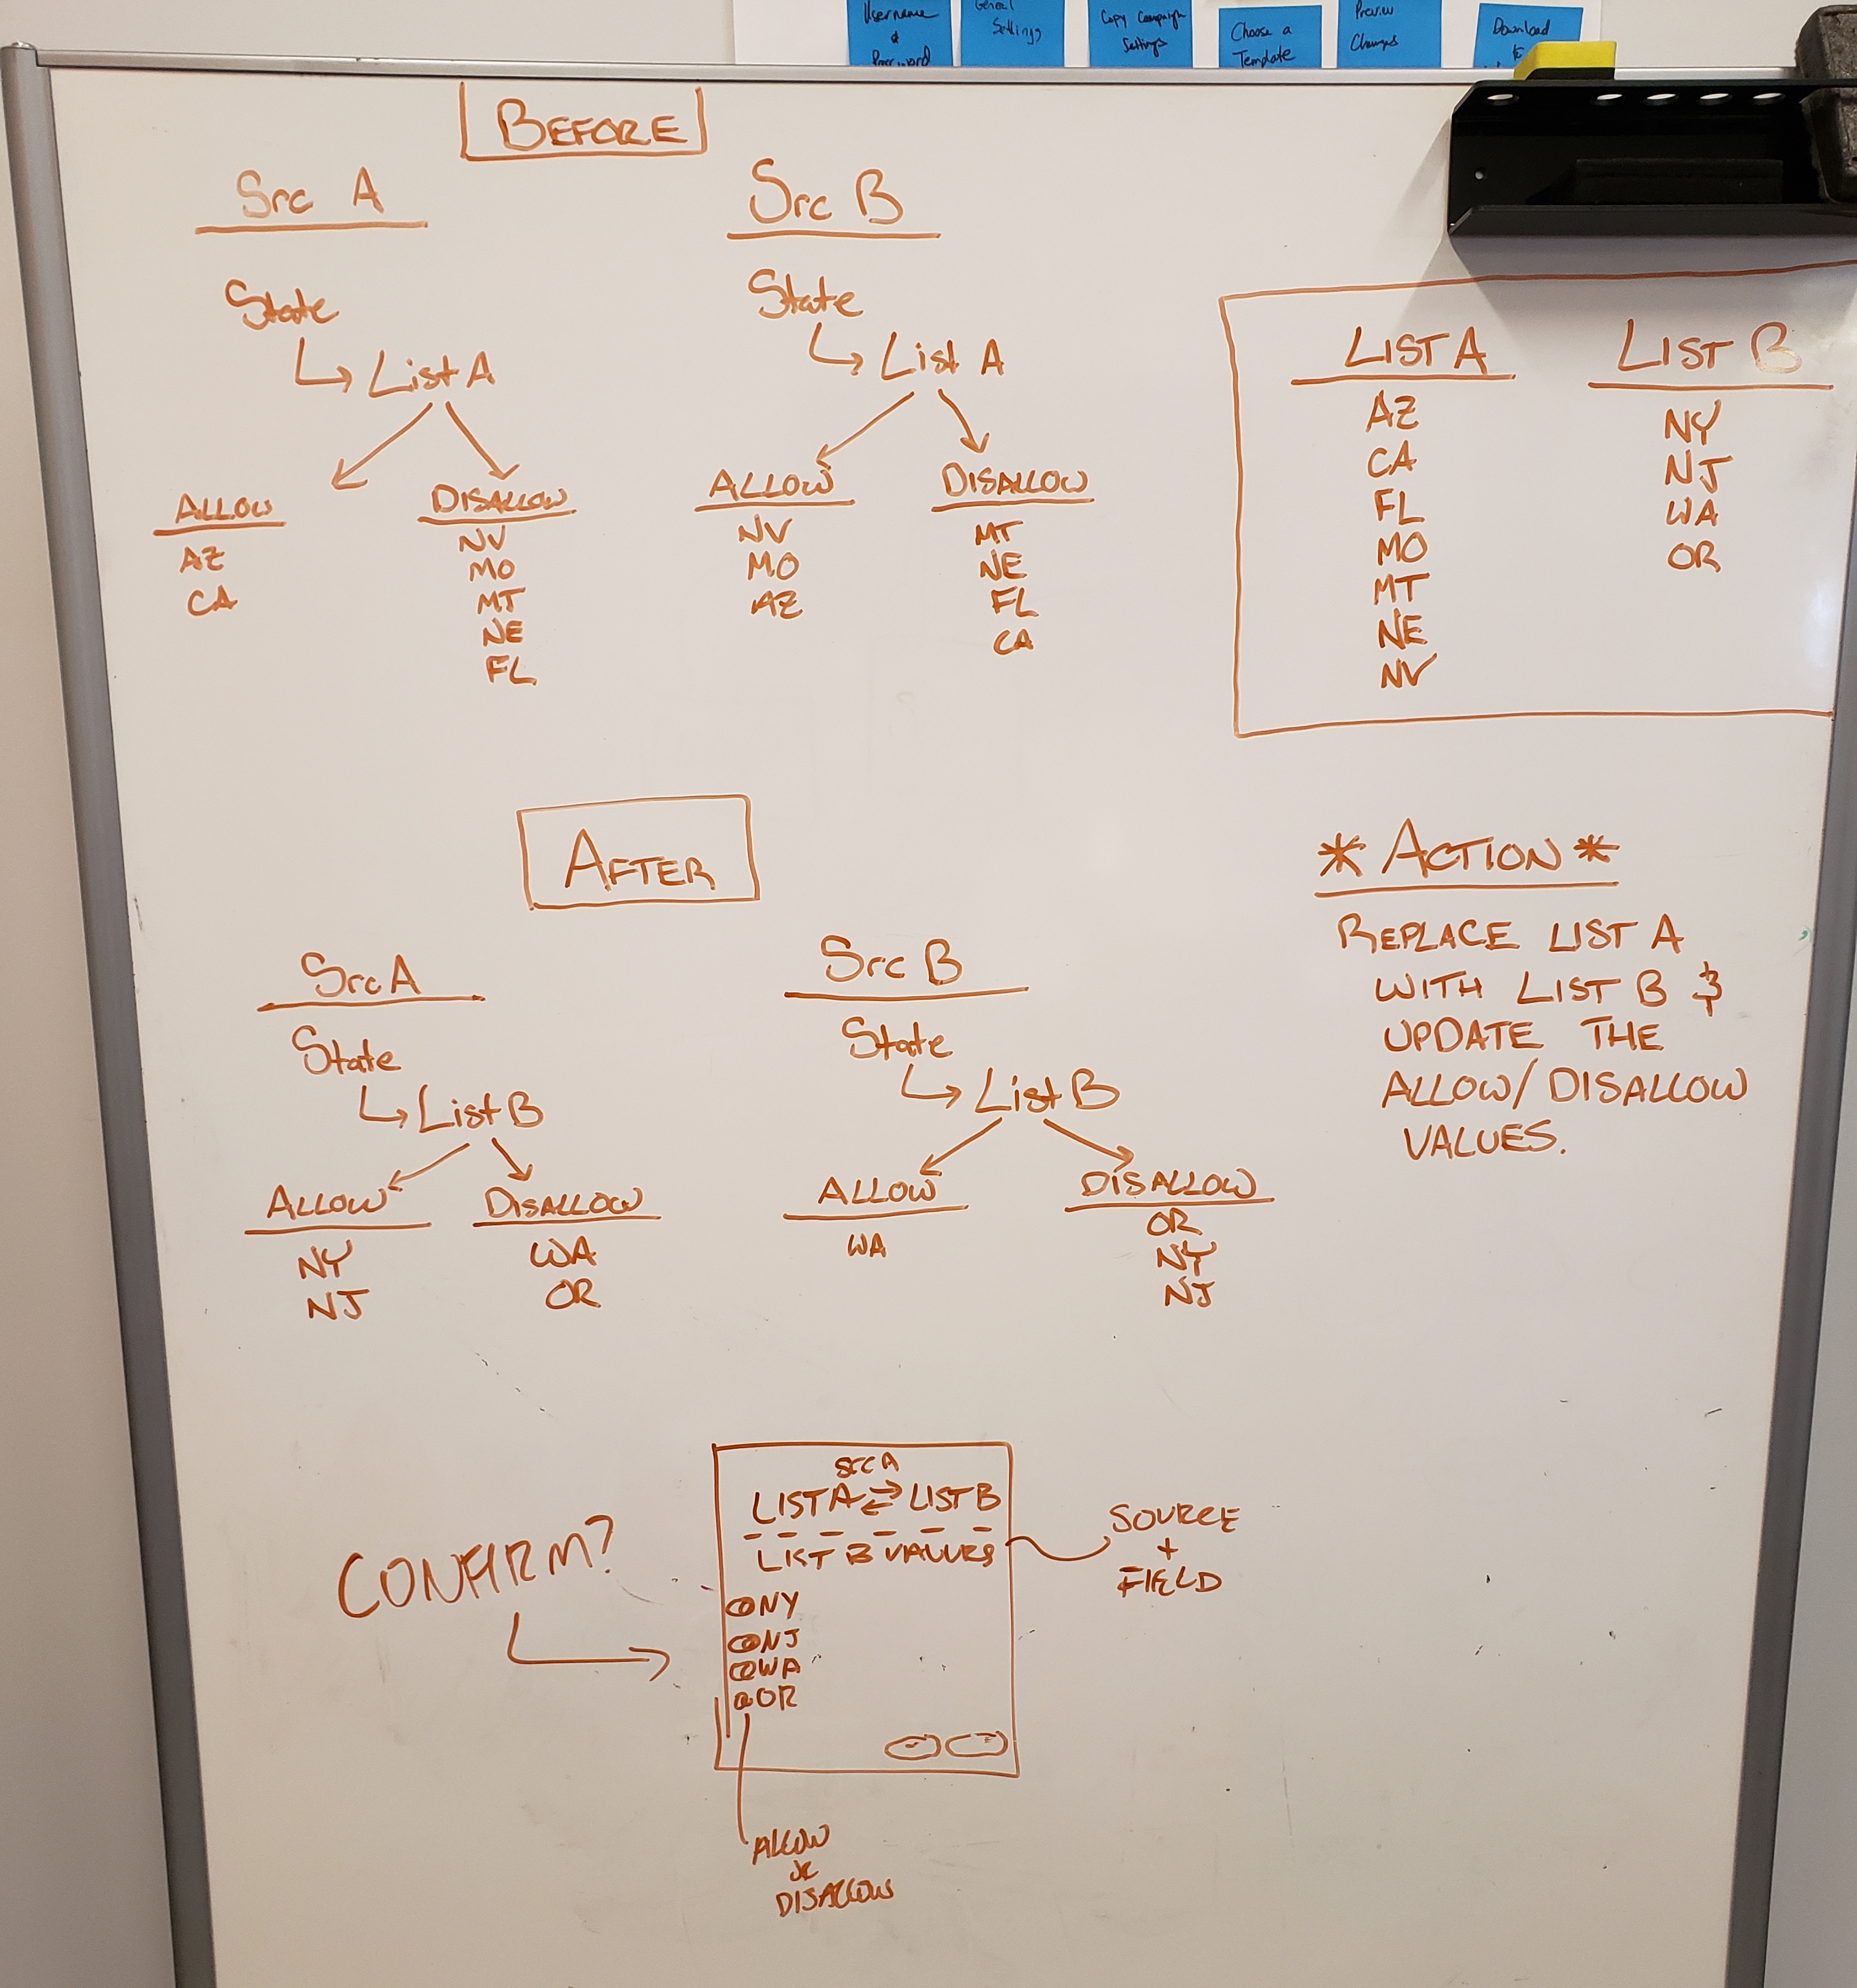 Username
&
Password
General
Settings
Copy Campaign
Settings
Choose a
Template
Preview
Changes
Download
BEFORE
Src A
State
List A
ALLOW
AZ
CA
DISALLOW
NV
MO
MT
NE
FL
Src B
State
List A
ALLOW
NV
MO
AZ
DISALLOW
MT
NE
FL
CA
LIST A
AZ
CA
FL
MO
MT
NE
NV
LIST B
NY
NJ
WA
OR
AFTER
Src A
State
List B
ALLOW
NY
NJ
DISALLOW
WA
OR
Src B
State
List B
ALLOW
WA
DISALLOW
OR
NY
NJ
* ACTION *
REPLACE LIST A
WITH LIST B &
UPDATE THE
ALLOW/DISALLOW
VALUES.
CONFIRM?
SRC A
LIST A ⇄ LIST B
LIST B VALUES
NY
NJ
WA
OR
SOURCE
+
FIELD
ALLOW
or
DISALLOW